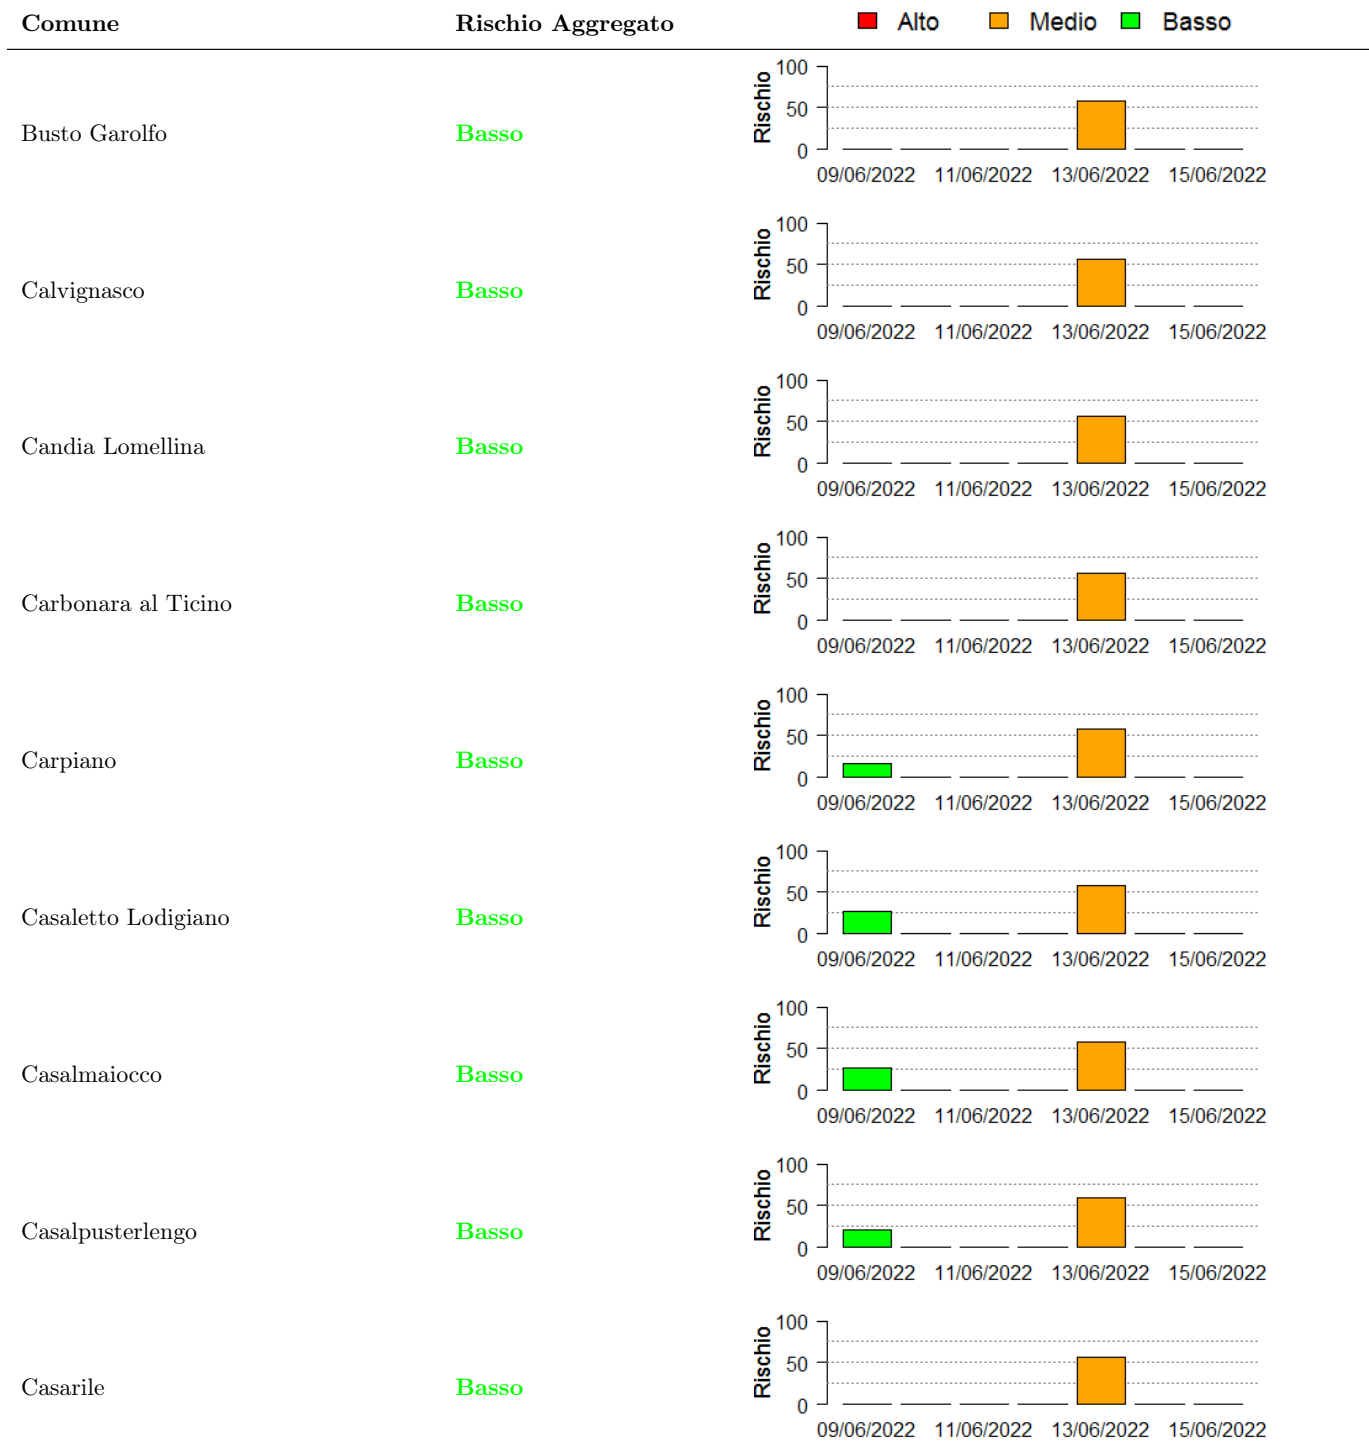 Comune Rischio Aggregato Alto Medio Basso
100
50
0
Rischio
Busto Garolfo Basso
09/06/2022 11/06/2022 13/06/2022 15/06/2022
100
50
0
Rischio
Calvignasco Basso
09/06/2022 11/06/2022 13/06/2022 15/06/2022
100
50
0
Rischio
Candia Lomellina Basso
09/06/2022 11/06/2022 13/06/2022 15/06/2022
100
50
0
Rischio
Carbonara al Ticino Basso
09/06/2022 11/06/2022 13/06/2022 15/06/2022
100
50
0
Rischio
Carpiano Basso
09/06/2022 11/06/2022 13/06/2022 15/06/2022
100
50
0
Rischio
Casaletto Lodigiano Basso
09/06/2022 11/06/2022 13/06/2022 15/06/2022
100
50
0
Rischio
Casalmaiocco Basso
09/06/2022 11/06/2022 13/06/2022 15/06/2022
100
50
0
Rischio
Casalpusterlengo Basso
09/06/2022 11/06/2022 13/06/2022 15/06/2022
100
50
0
Rischio
Casarile Basso
09/06/2022 11/06/2022 13/06/2022 15/06/2022